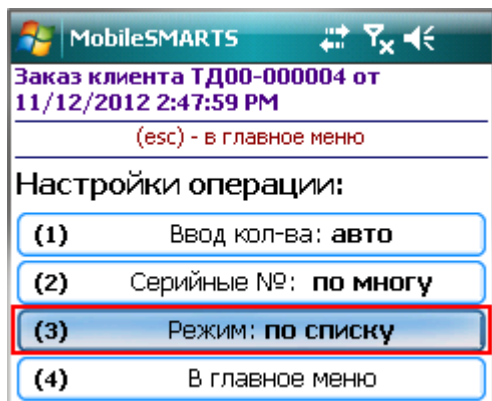 MobileSMARTS
Заказ клиента ТД00-000004 от
11/12/2012 2:47:59 PM
(esc) - в главное меню
Настройки операции:
(1) Ввод кол-ва: авто
(2) Серийные №: по многу
(3) Режим: по списку
(4) В главное меню